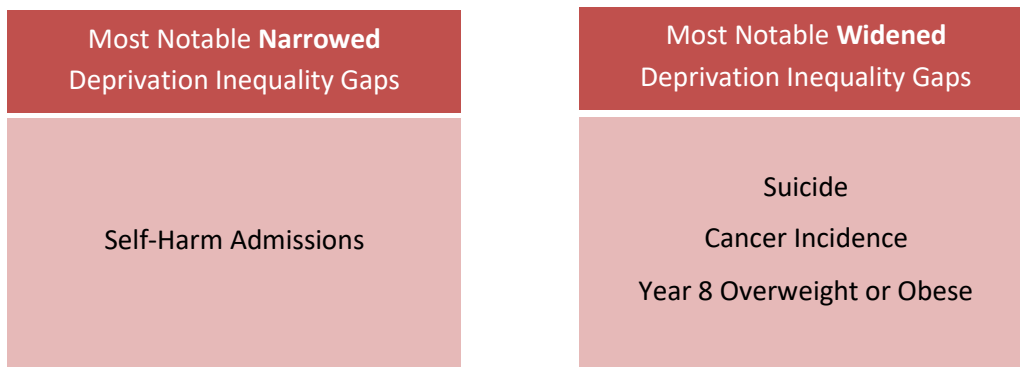 Most Notable Narrowed
Deprivation Inequality Gaps
Self-Harm Admissions
Most Notable Widened
Deprivation Inequality Gaps
Suicide
Cancer Incidence
Year 8 Overweight or Obese